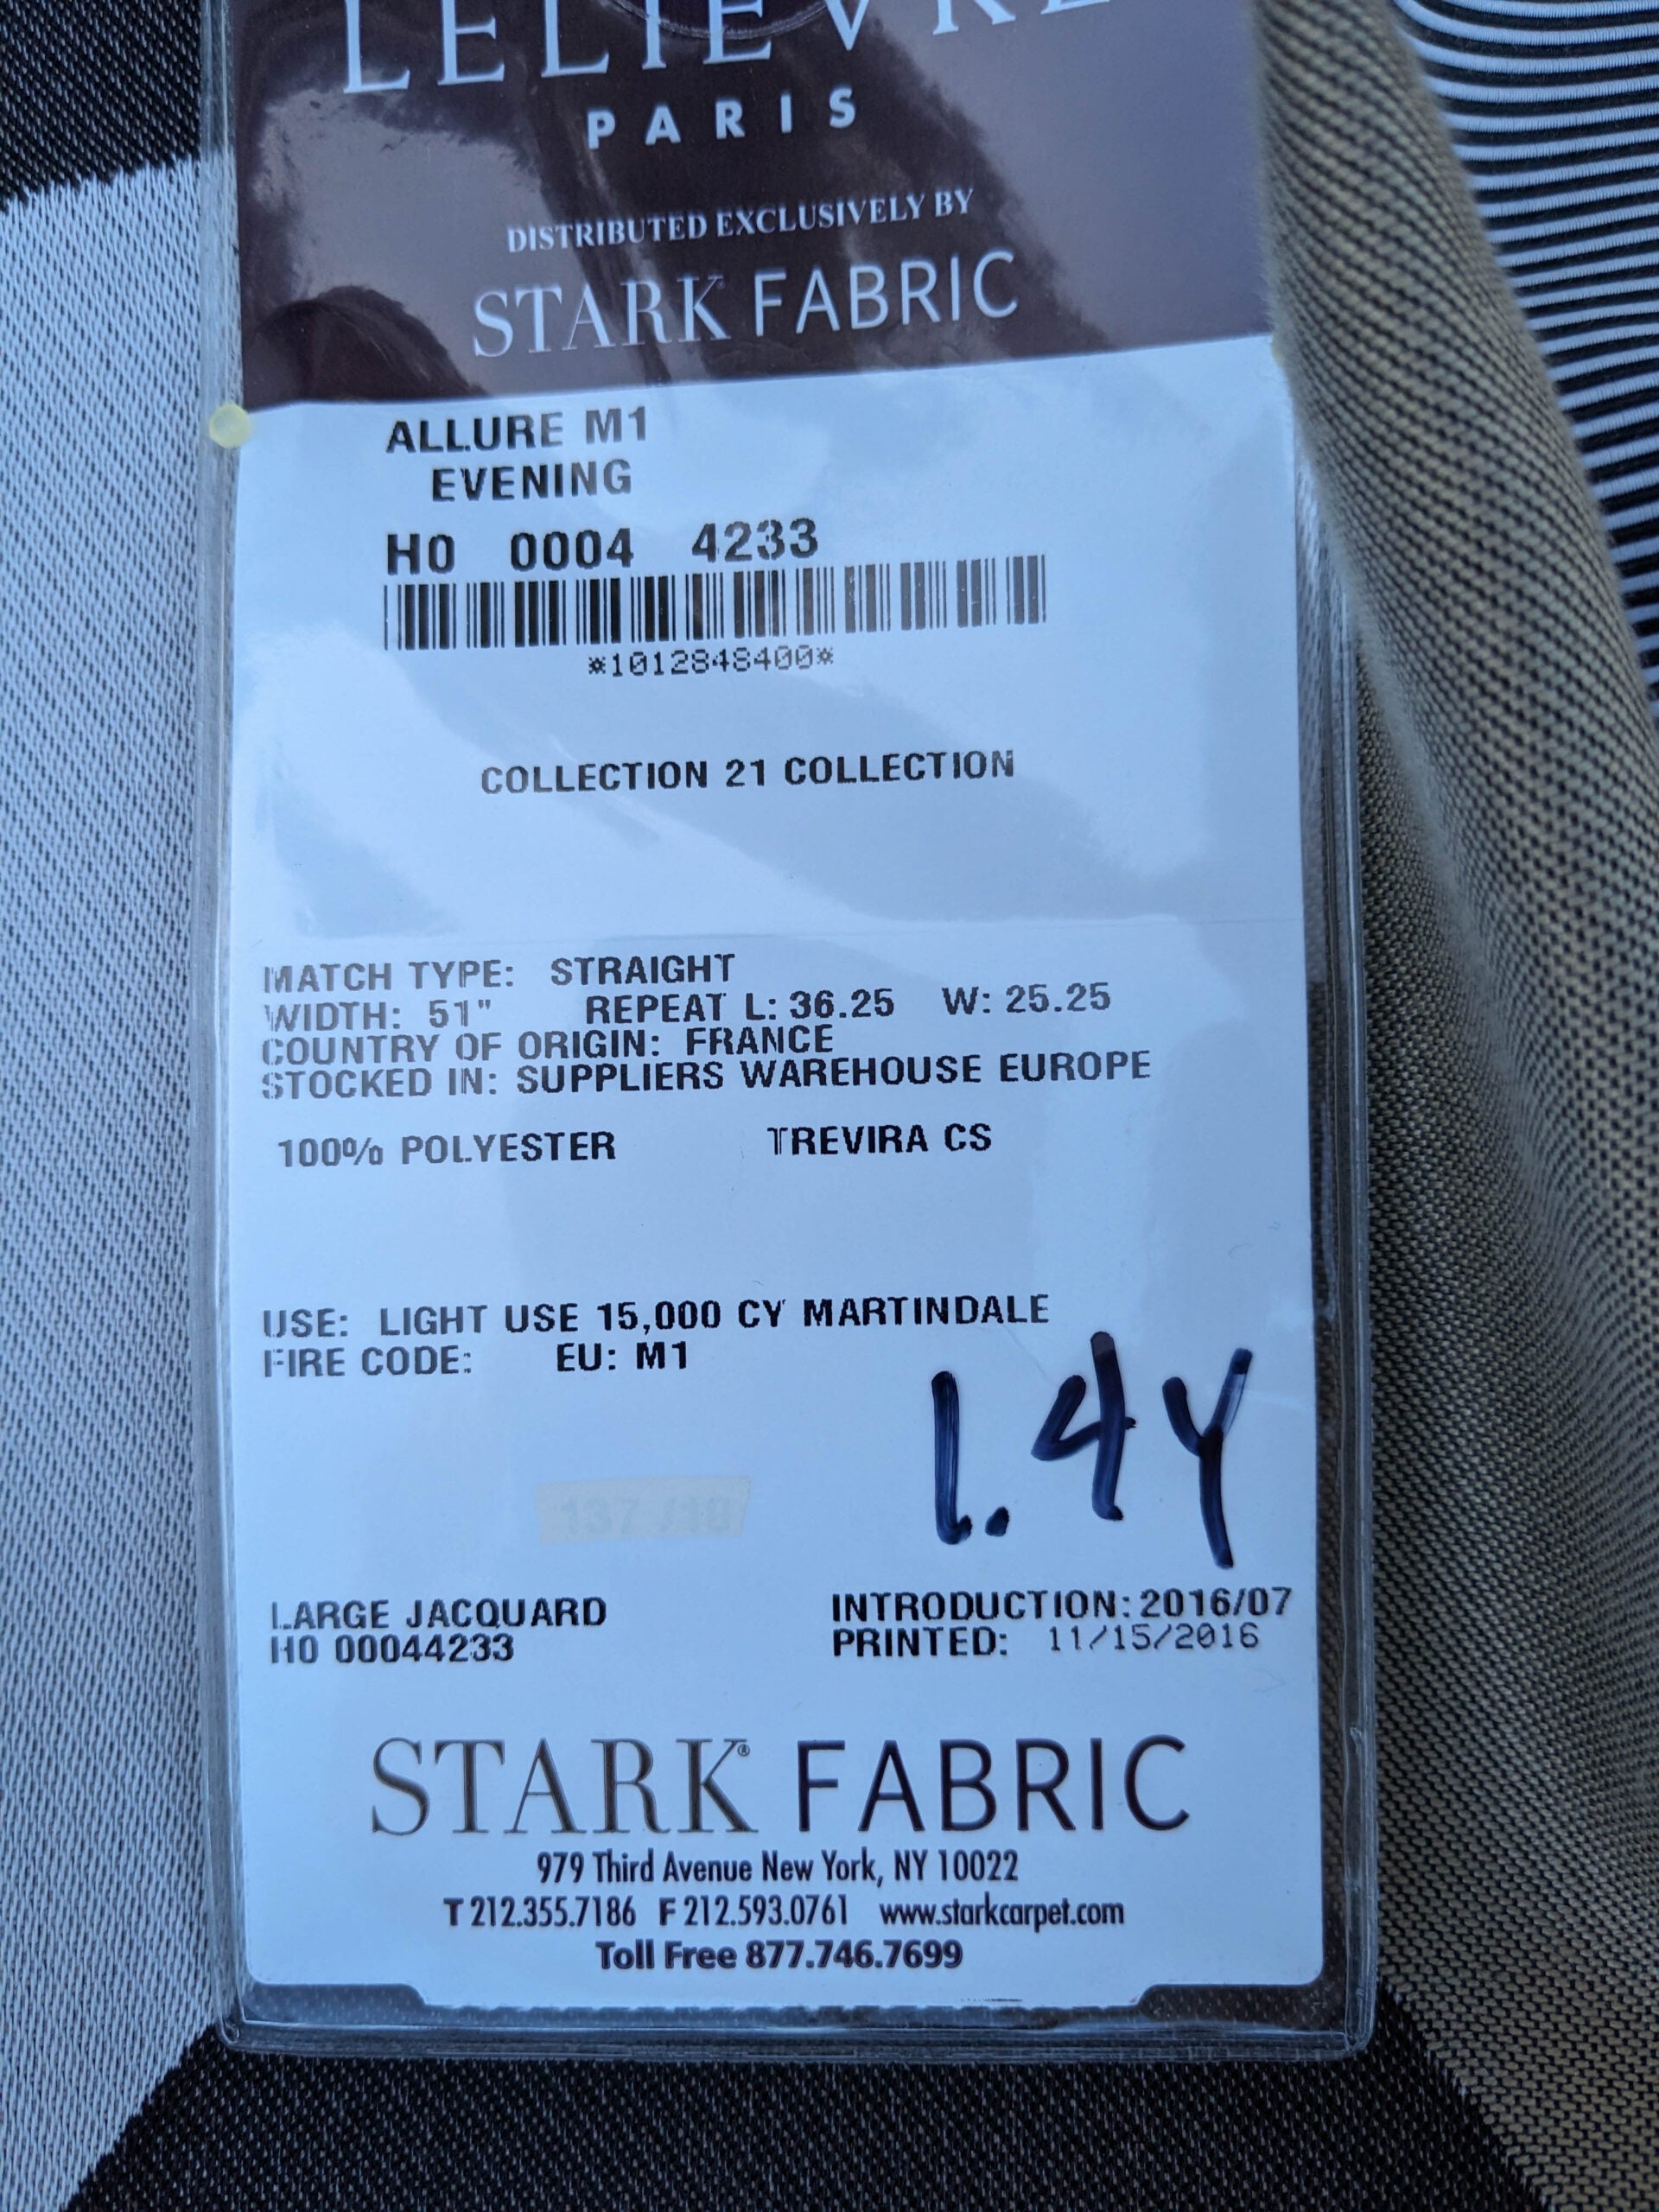 LELIEVRE
PARIS
DISTRIBUTED EXCLUSIVELY BY
STARK FABRIC
ALLURE M1
EVENING
H0 0004 4233
*1012848400*
COLLECTION 21 COLLECTION
MATCH TYPE: STRAIGHT
WIDTH: 51" REPEAT L: 36.25 W: 25.25
COUNTRY OF ORIGIN: FRANCE
STOCKED IN: SUPPLIERS WAREHOUSE EUROPE
100% POLYESTER TREVIRA CS
USE: LIGHT USE 15,000 CY MARTINDALE
FIRE CODE: EU: M1
1.4Y
137 /10
LARGE JACQUARD INTRODUCTION: 2016/07
H0 00044233 PRINTED: 11/15/2016
STARK® FABRIC
979 Third Avenue New York, NY 10022
T 212.355.7186 F 212.593.0761 www.starkcarpet.com
Toll Free 877.746.7699